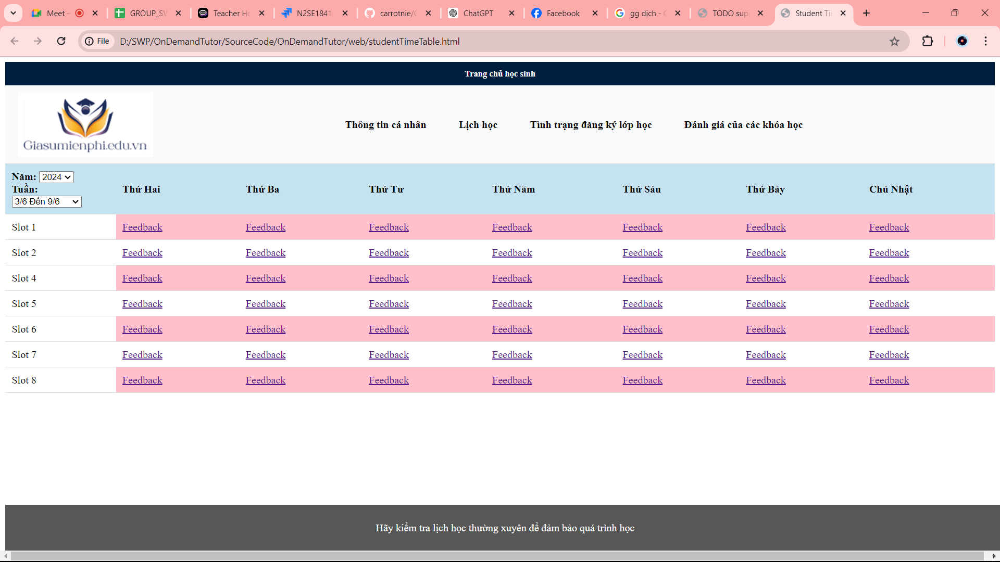 Meet -
GROUP_SW
Teacher Ho
N2SE1841
carrotnie/
ChatGPT
Facebook
gg dịch -
TODO sup
Student Ti
File
D:/SWP/OnDemandTutor/SourceCode/OnDemandTutor/web/studentTimeTable.html
Trang chủ học sinh
Giasumienphi.edu.vn
Thông tin cá nhân Lịch học Tình trạng đăng ký lớp học Đánh giá của các khóa học
Năm: 2024
Tuần:
3/6 Đến 9/6
Thứ Hai Thứ Ba Thứ Tư Thứ Năm Thứ Sáu Thứ Bảy Chủ Nhật
Slot 1 Feedback Feedback Feedback Feedback Feedback Feedback Feedback
Slot 2 Feedback Feedback Feedback Feedback Feedback Feedback Feedback
Slot 4 Feedback Feedback Feedback Feedback Feedback Feedback Feedback
Slot 5 Feedback Feedback Feedback Feedback Feedback Feedback Feedback
Slot 6 Feedback Feedback Feedback Feedback Feedback Feedback Feedback
Slot 7 Feedback Feedback Feedback Feedback Feedback Feedback Feedback
Slot 8 Feedback Feedback Feedback Feedback Feedback Feedback Feedback
Hãy kiểm tra lịch học thường xuyên để đảm bảo quá trình học